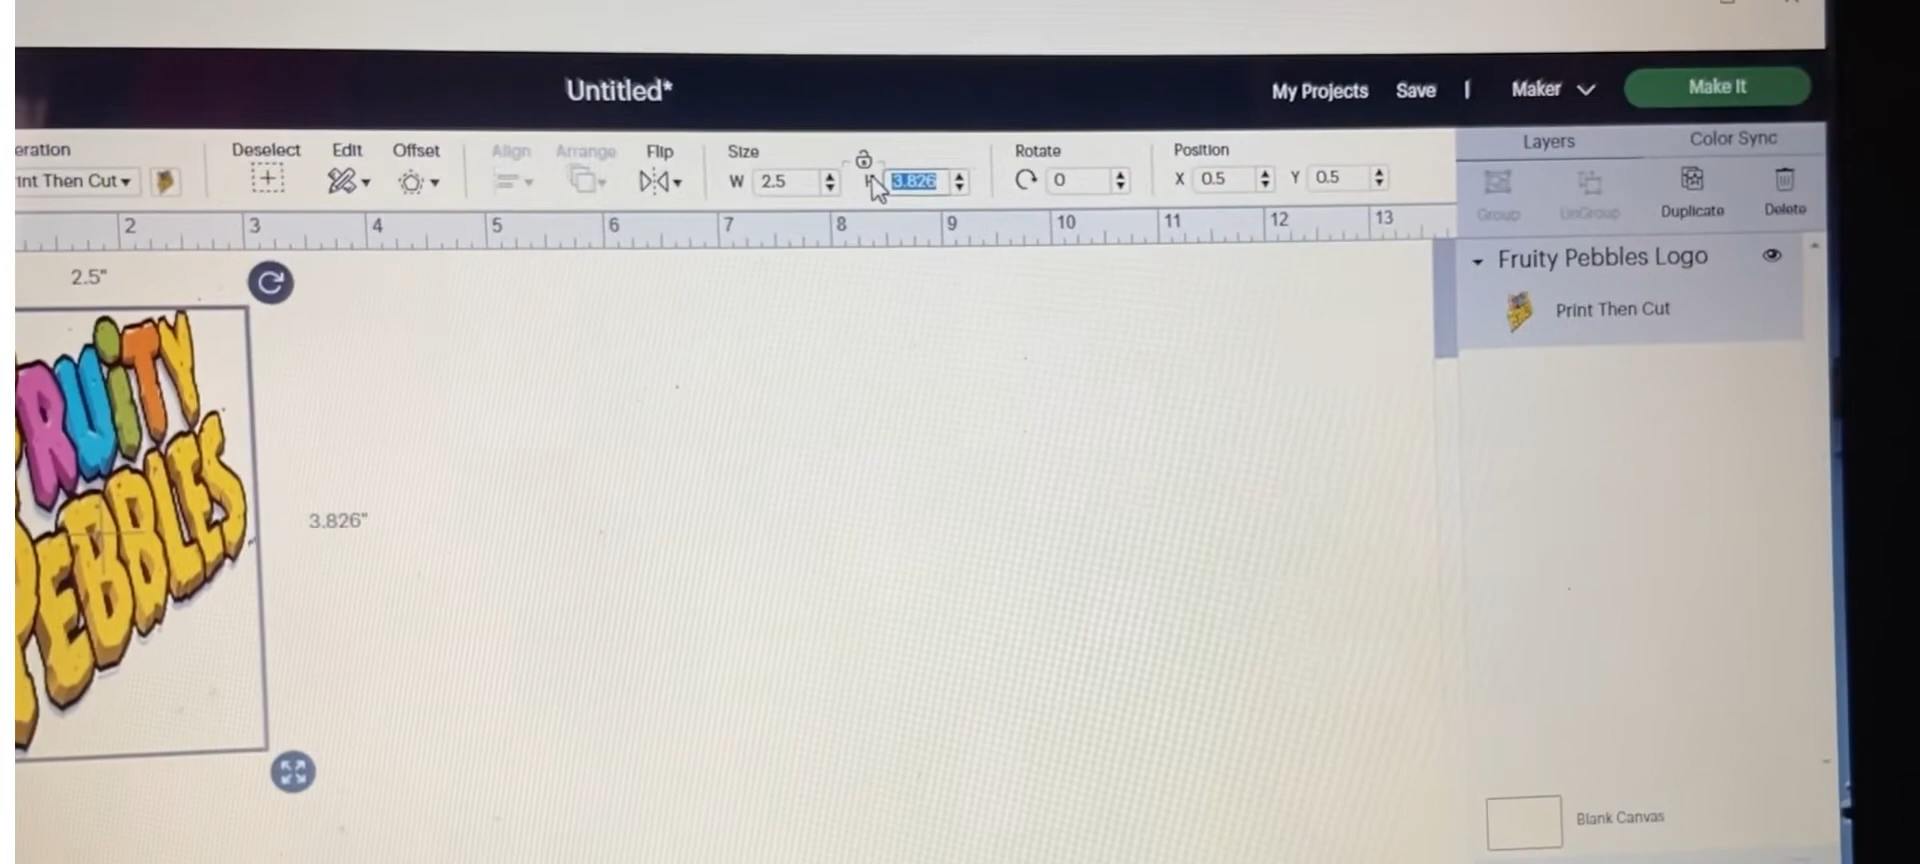 Untitled*
My Projects Save | Maker Make It
eration Deselect Edit Offset Align Arrange Flip Size Rotate Position Layers Color Sync
int Then Cut W 2.5 3.826 0 X 0.5 Y 0.5 Group UnGroup Duplicate Delete
2 3 4 5 6 7 8 9 10 11 12 13
2.5"
Fruity Pebbles Logo
Print Then Cut
RUiTY
PEBBLES
3.826"
Blank Canvas